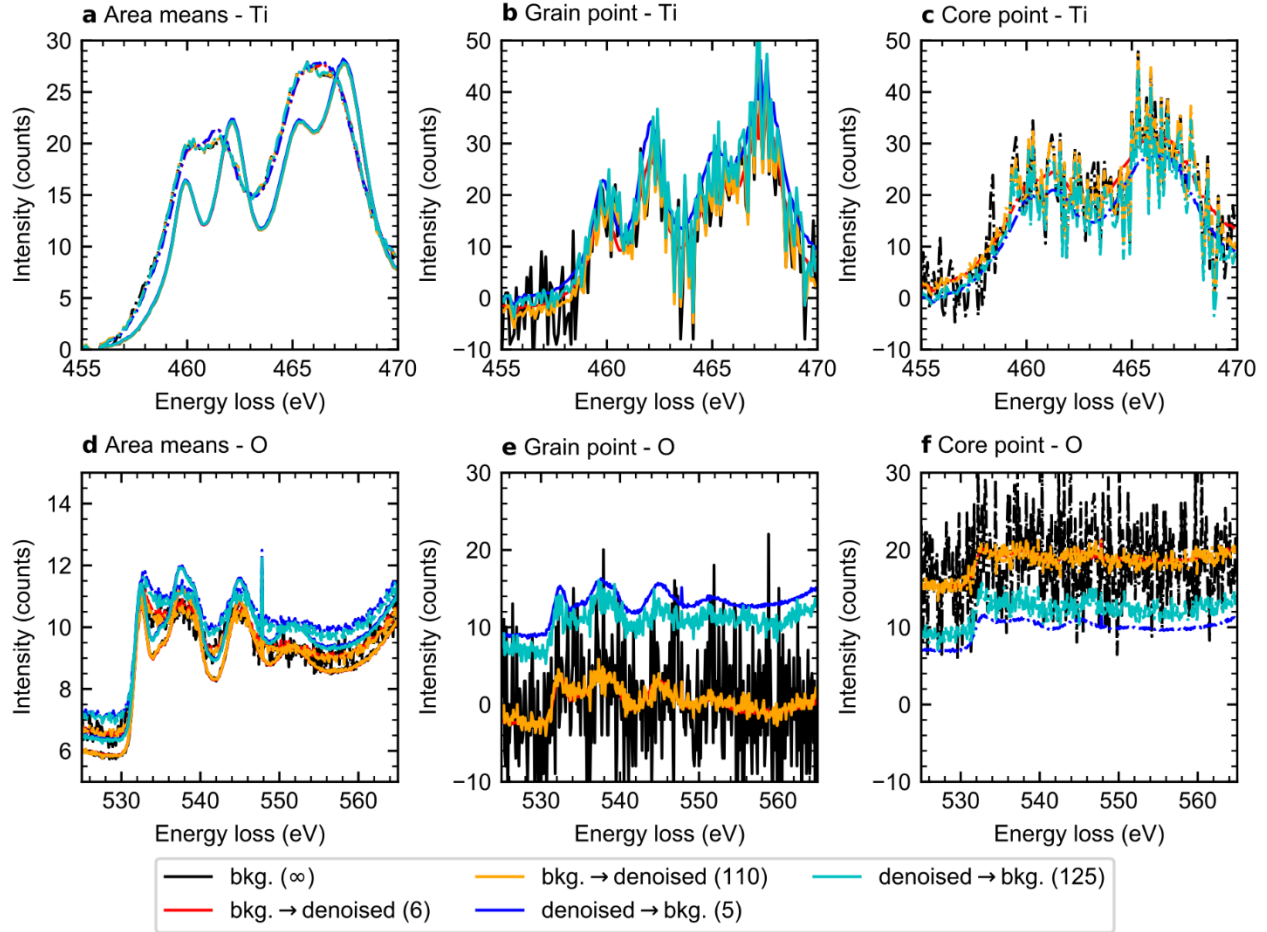 a Area means - Ti
b Grain point - Ti
c Core point - Ti
30
25
20
15
10
5
0
Intensity (counts)
455 460 465 470
Energy loss (eV)
50
40
30
20
10
0
−10
Intensity (counts)
455 460 465 470
Energy loss (eV)
50
40
30
20
10
0
−10
Intensity (counts)
455 460 465 470
Energy loss (eV)
d Area means - O
e Grain point - O
f Core point - O
14
12
10
8
6
Intensity (counts)
530 540 550 560
Energy loss (eV)
30
20
10
0
−10
Intensity (counts)
530 540 550 560
Energy loss (eV)
30
20
10
0
−10
Intensity (counts)
530 540 550 560
Energy loss (eV)
bkg. (∞)
bkg. → denoised (6)
bkg. → denoised (110)
denoised → bkg. (5)
denoised → bkg. (125)